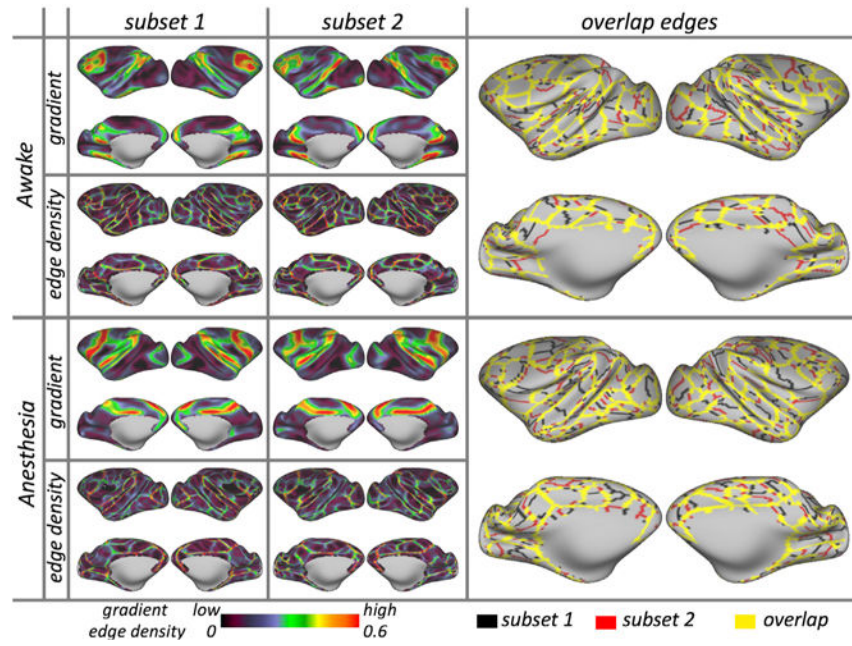 subset 1 subset 2 overlap edges
Awake
gradient
edge density
Anesthesia
gradient
edge density
gradient low high
edge density 0 0.6
subset 1 subset 2 overlap